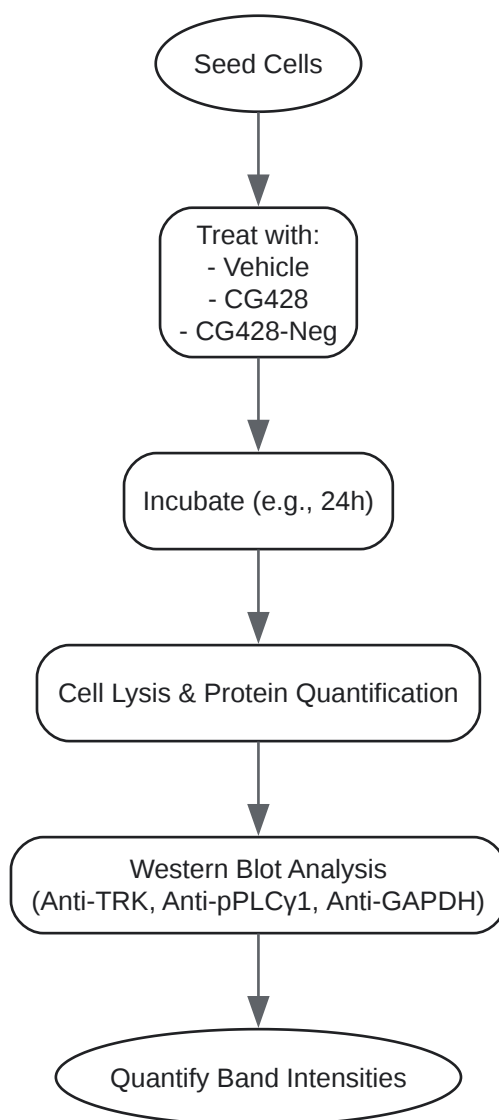 Seed Cells
Treat with:
- Vehicle
- CG428
- CG428-Neg
Incubate (e.g., 24h)
Cell Lysis & Protein Quantification
Western Blot Analysis
(Anti-TRK, Anti-pPLCγ1, Anti-GAPDH)
Quantify Band Intensities